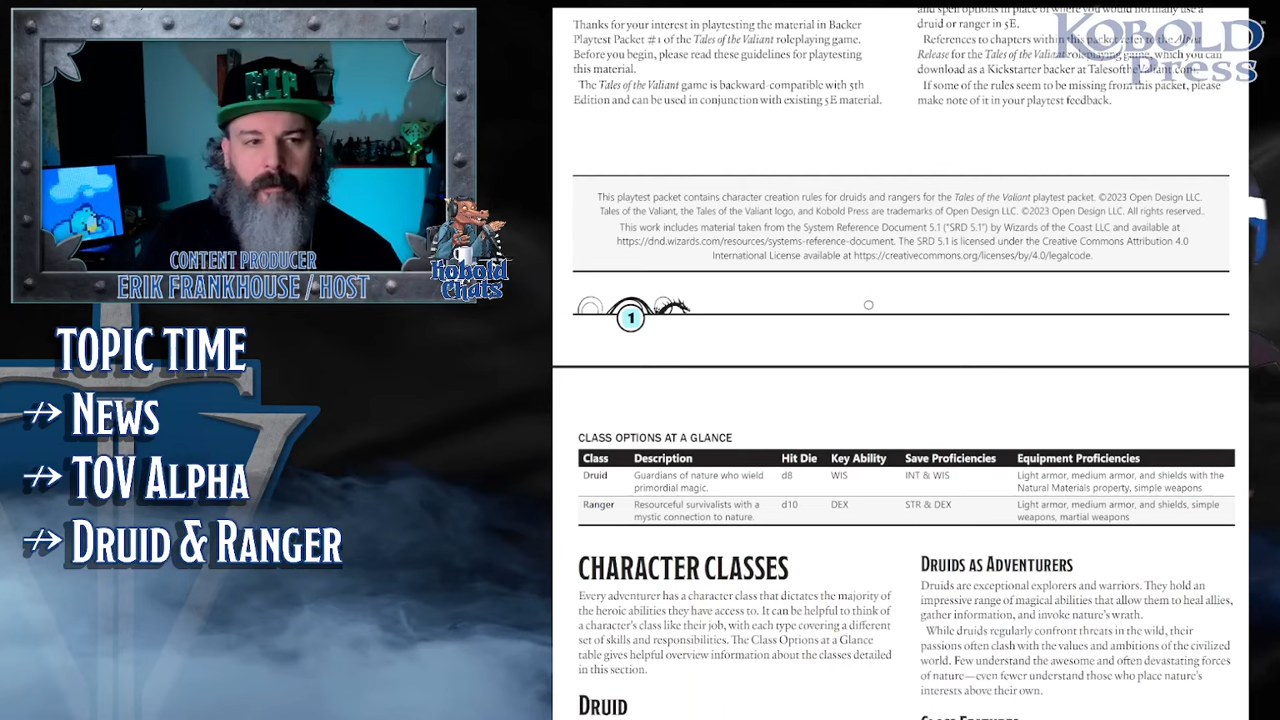 RIP
CONTENT PRODUCER
ERIK FRANKHOUSE / HOST
Kobold
Chats
TOPIC TIME
News
TOV Alpha
Druid & Ranger
Kobold
Press
Thanks for your interest in playtesting the material in Backer
Playtest Packet #1 of the Tales of the Valiant roleplaying game.
Before you begin, please read these guidelines for playtesting
this material.
The Tales of the Valiant game is backward-compatible with 5th
Edition and can be used in conjunction with existing 5E material.
and spell options in place of where you would normally use a
druid or ranger in 5E.
References to chapters within this packet refer to the Alpha
Release for the Tales of the Valiant roleplaying game, which you can
download as a Kickstarter backer at TalesoftheValiant.com.
If some of the rules seem to be missing from this packet, please
make note of it in your playtest feedback.
This playtest packet contains character creation rules for druids and rangers for the Tales of the Valiant playtest packet. ©2023 Open Design LLC.
Tales of the Valiant, the Tales of the Valiant logo, and Kobold Press are trademarks of Open Design LLC. ©2023 Open Design LLC. All rights reserved..
This work includes material taken from the System Reference Document 5.1 ("SRD 5.1") by Wizards of the Coast LLC and available at
https://dnd.wizards.com/resources/systems-reference-document. The SRD 5.1 is licensed under the Creative Commons Attribution 4.0
International License available at https://creativecommons.org/licenses/by/4.0/legalcode.
1
CLASS OPTIONS AT A GLANCE
Class Description Hit Die Key Ability Save Proficiencies Equipment Proficiencies
Druid Guardians of nature who wield d8 WIS INT & WIS Light armor, medium armor, and shields with the
primordial magic. Natural Materials property, simple weapons
Ranger Resourceful survivalists with a d10 DEX STR & DEX Light armor, medium armor, and shields, simple
mystic connection to nature. weapons, martial weapons
CHARACTER CLASSES
Every adventurer has a character class that dictates the majority of
the heroic abilities they have access to. It can be helpful to think of
a character's class like their job, with each type covering a different
set of skills and responsibilities. The Class Options at a Glance
table gives helpful overview information about the classes detailed
in this section.
Druid
Druids as Adventurers
Druids are exceptional explorers and warriors. They hold an
impressive range of magical abilities that allow them to heal allies,
gather information, and invoke nature's wrath.
While druids regularly confront threats in the wild, their
passions often clash with the values and ambitions of the civilized
world. Few understand the awesome and often devastating forces
of nature—even fewer understand those who place nature's
interests above their own.
Class Features